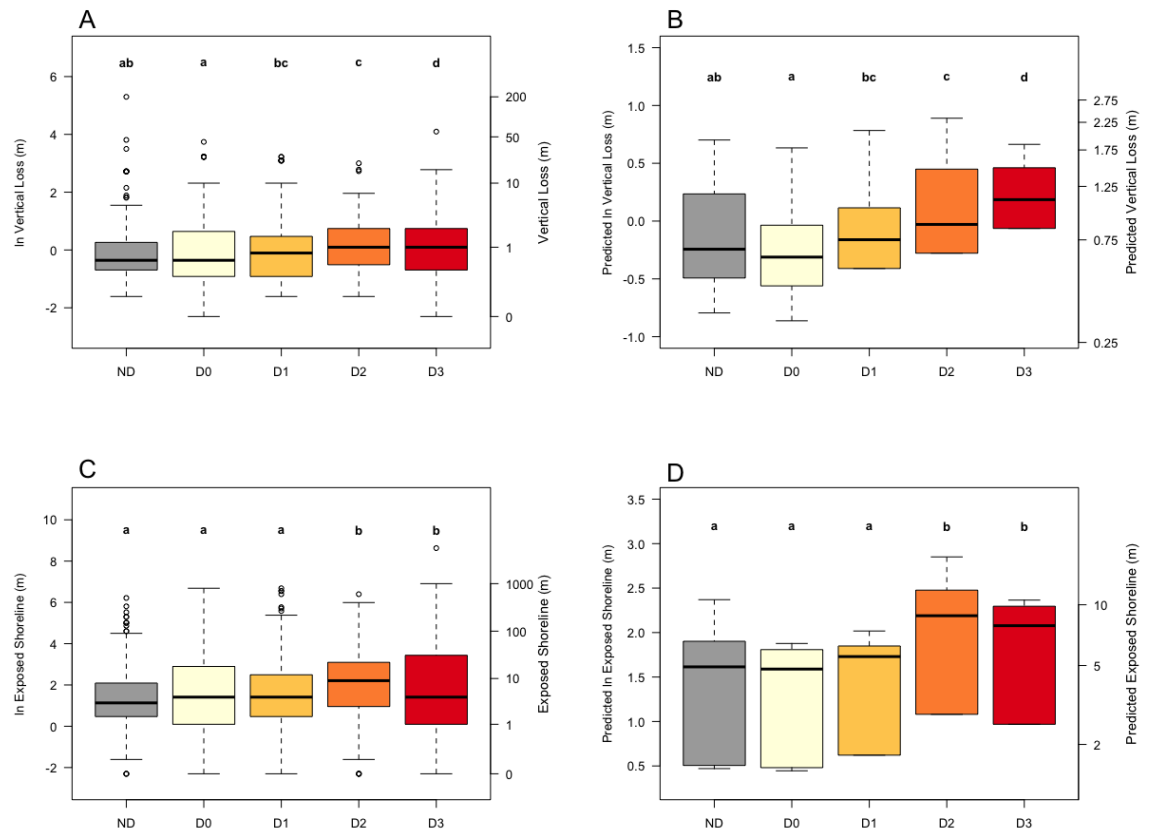 A
ln Vertical Loss (m)
6
4
2
0
-2
ab
a
bc
c
d
200
50
10
1
0
Vertical Loss (m)
ND
D0
D1
D2
D3
B
Predicted ln Vertical Loss (m)
1.5
1.0
0.5
0.0
-0.5
-1.0
ab
a
bc
c
d
2.75
2.25
1.75
1.25
0.75
0.25
Predicted Vertical Loss (m)
ND
D0
D1
D2
D3
C
ln Exposed Shoreline (m)
10
8
6
4
2
0
-2
a
a
a
b
b
1000
100
10
1
0
Exposed Shoreline (m)
ND
D0
D1
D2
D3
D
Predicted ln Exposed Shoreline (m)
3.5
3.0
2.5
2.0
1.5
1.0
0.5
a
a
a
b
b
10
5
2
Predicted Exposed Shoreline (m)
ND
D0
D1
D2
D3